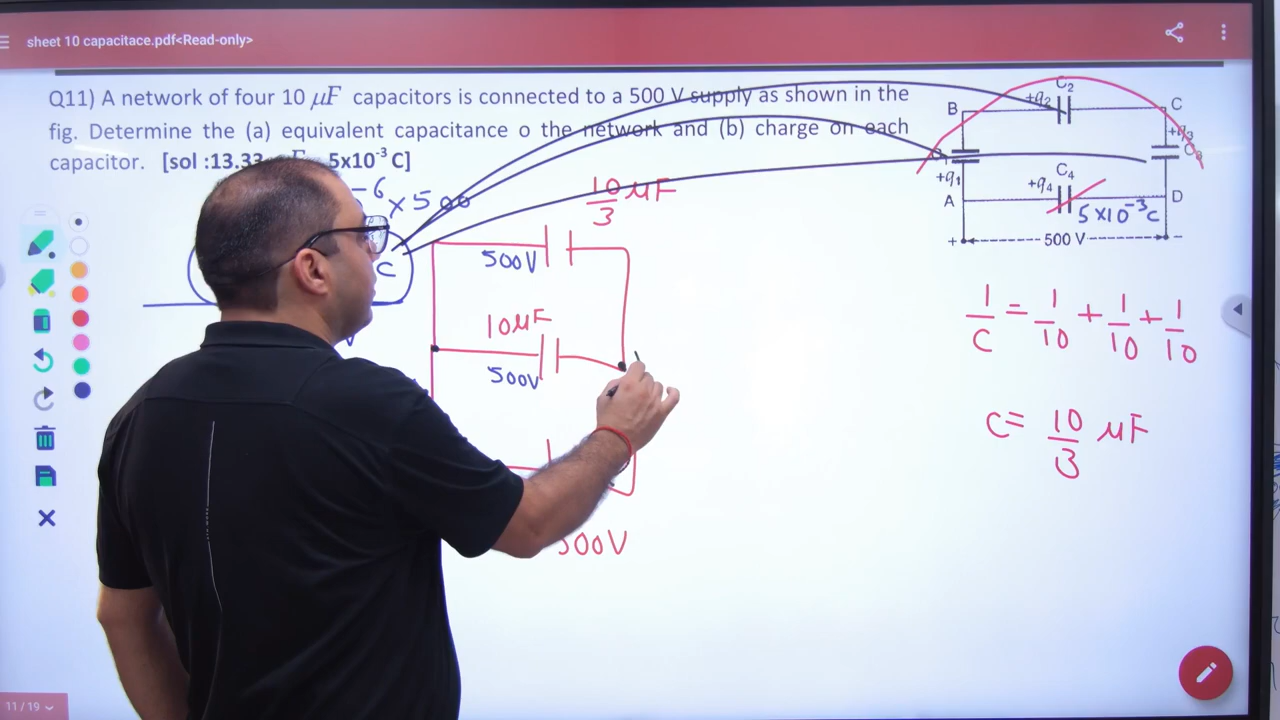 sheet 10 capacitace.pdf<Read-only>
Q11) A network of four 10 μF capacitors is connected to a 500 V supply as shown in the
fig. Determine the (a) equivalent capacitance o the network and (b) charge on each
capacitor. [sol :13.33 5x10⁻³ C]
C2
B +q2 C
+q3
+q1 C4
A +q4 D
5×10⁻³C
+ 500 V -
-6 × 500
C
10/3 μF
500V
10μF
500V
500V
1/C = 1/10 + 1/10 + 1/10
C = 10/3 μF
11 / 19